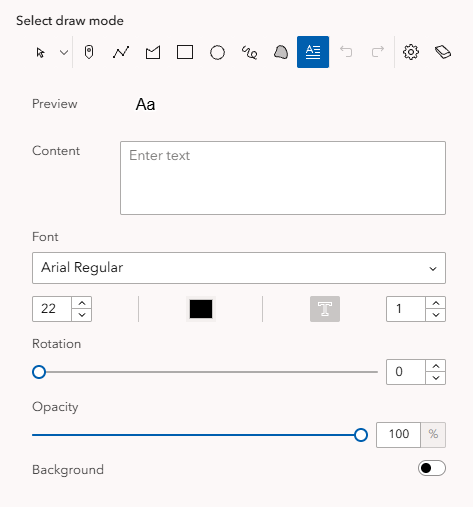 Select draw mode
Preview Aa
Content Enter text
Font
Arial Regular
22 1
Rotation
0
Opacity
100 %
Background